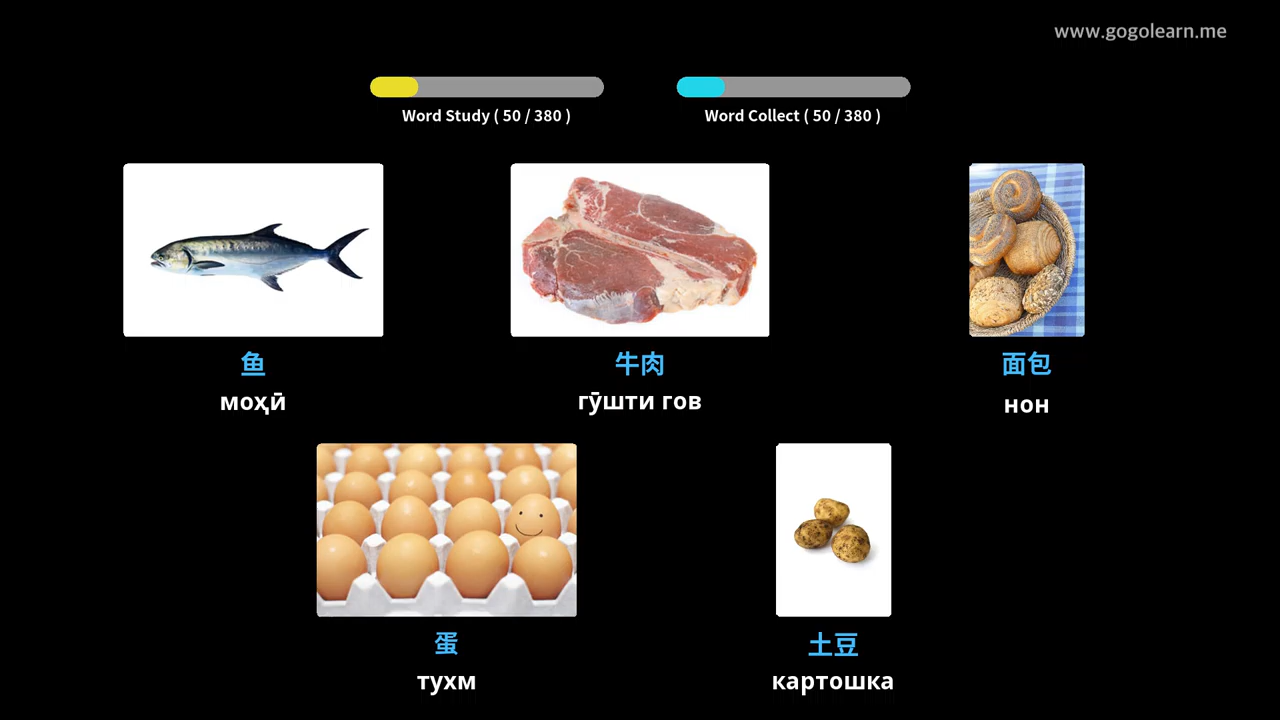 www.gogolearn.me
Word Study ( 50 / 380 )
Word Collect ( 50 / 380 )
鱼
моҳӣ
牛肉
гӯшти гов
面包
нон
蛋
тухм
土豆
картошка